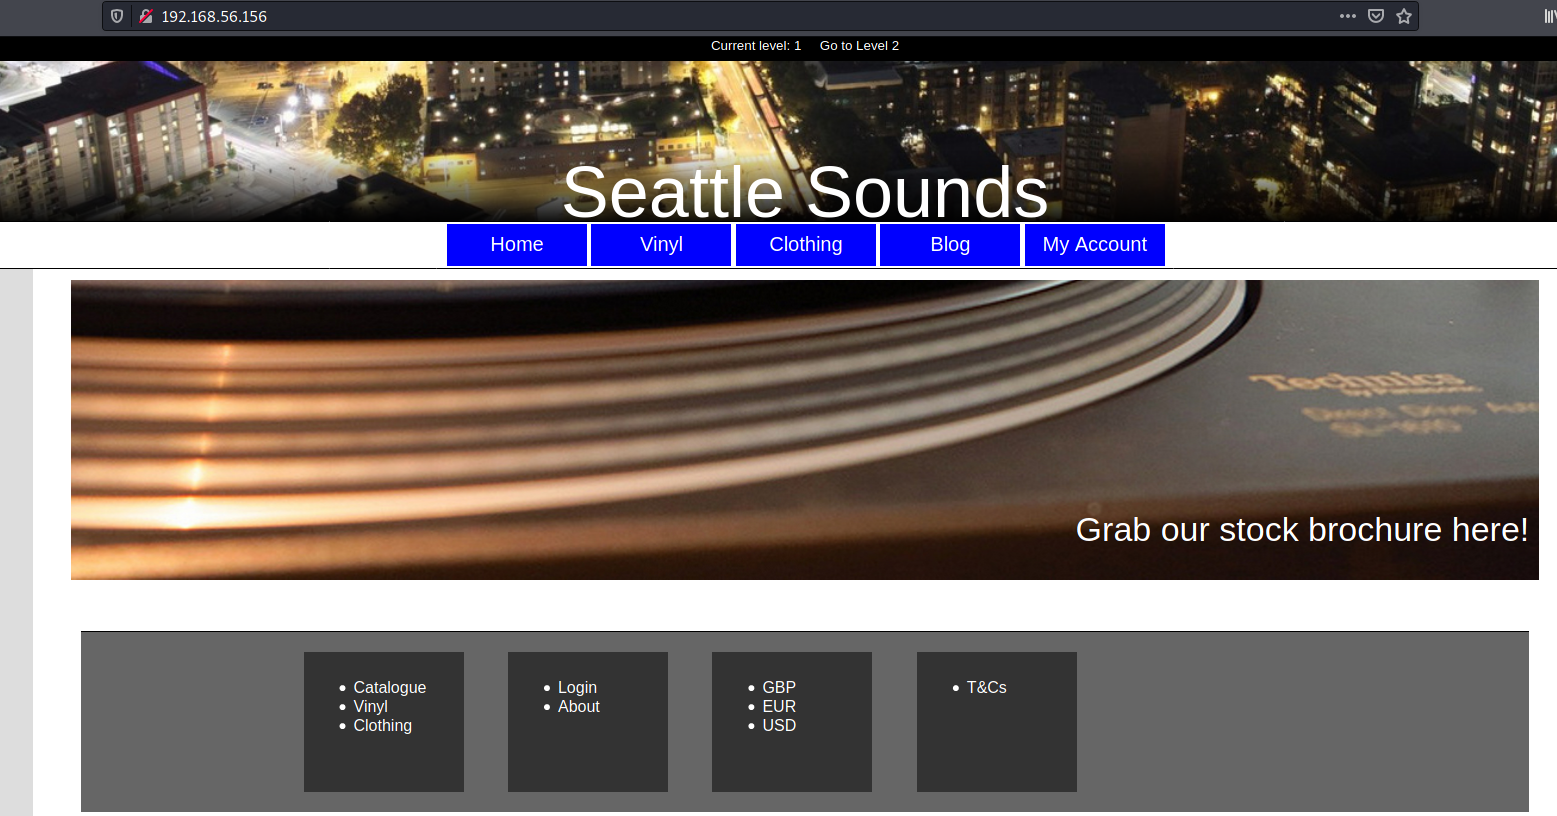 192.168.56.156
Current level: 1 Go to Level 2
Seattle Sounds
Home Vinyl Clothing Blog My Account
Technics
Grab our stock brochure here!
Catalogue
Vinyl
Clothing
Login
About
GBP
EUR
USD
T&Cs